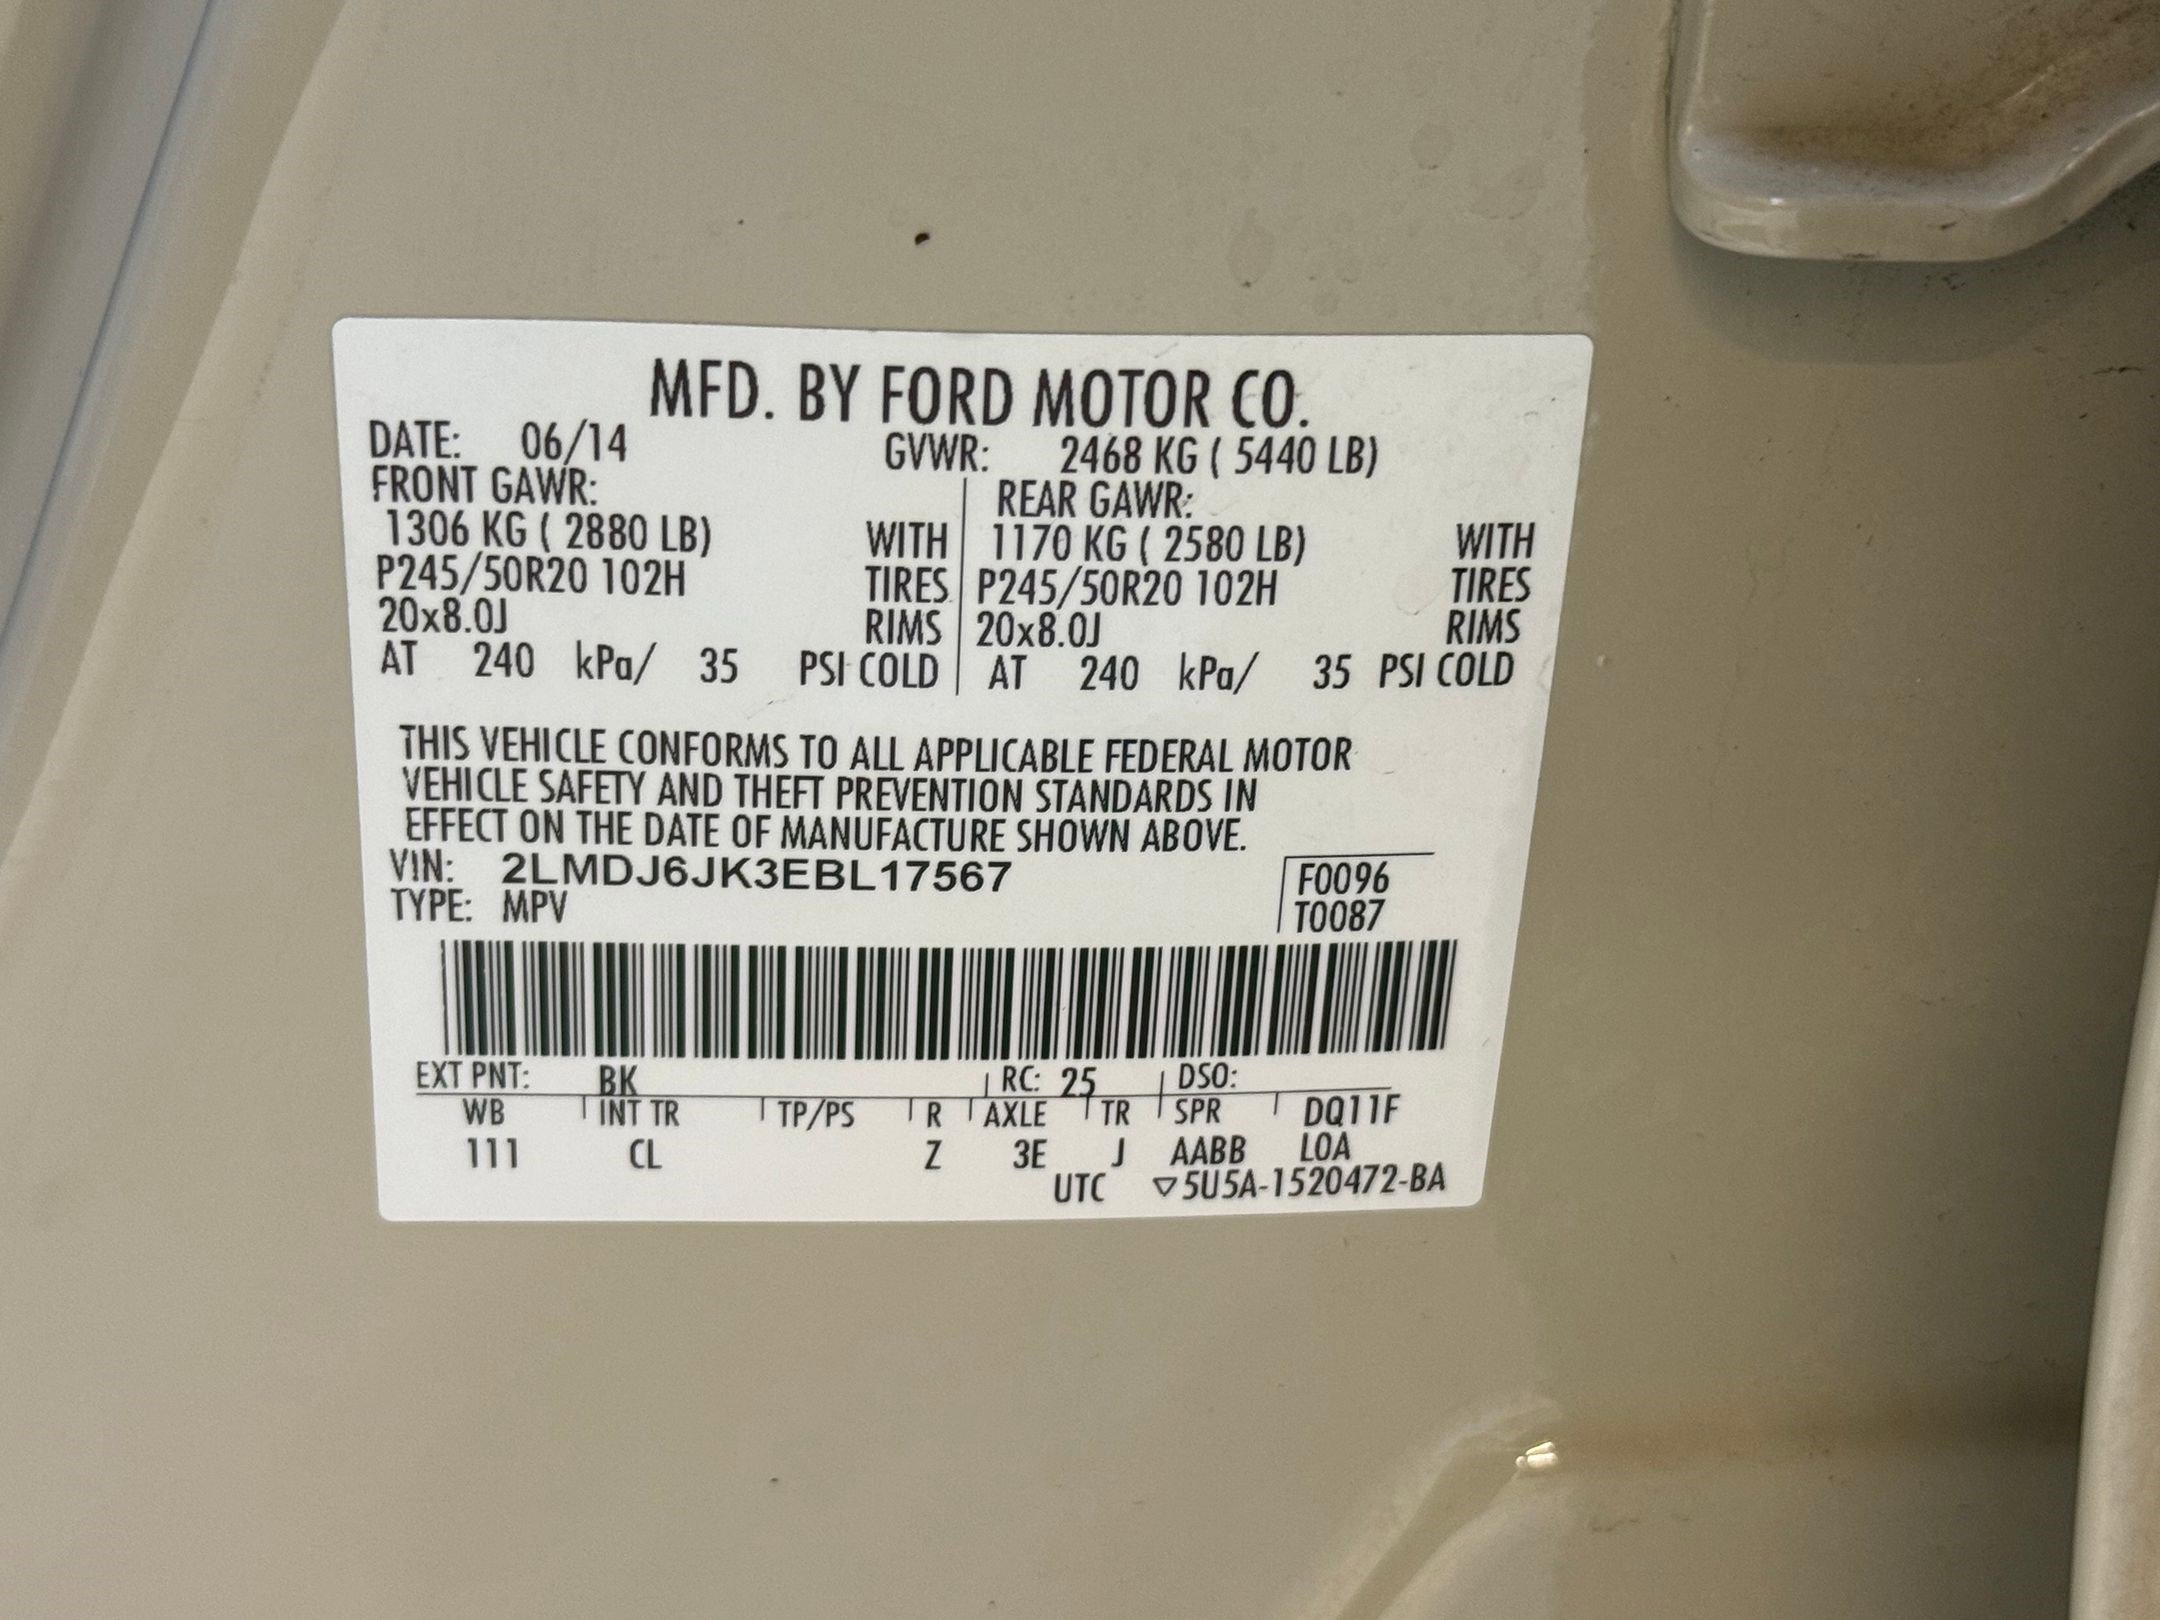 MFD. BY FORD MOTOR CO.
DATE: 06/14 GVWR: 2468 KG ( 5440 LB)
FRONT GAWR: REAR GAWR:
1306 KG ( 2880 LB) WITH 1170 KG ( 2580 LB) WITH
P245/50R20 102H TIRES P245/50R20 102H TIRES
20x8.0J RIMS 20x8.0J RIMS
AT 240 kPa/ 35 PSI COLD AT 240 kPa/ 35 PSI COLD
THIS VEHICLE CONFORMS TO ALL APPLICABLE FEDERAL MOTOR
VEHICLE SAFETY AND THEFT PREVENTION STANDARDS IN
EFFECT ON THE DATE OF MANUFACTURE SHOWN ABOVE.
VIN: 2LMDJ6JK3EBL17567 F0096
TYPE: MPV T0087
EXT PNT: BK RC: 25 DSO:
WB INT TR TP/PS R AXLE TR SPR DQ11F
111 CL Z 3E J AABB LOA
UTC ▽5U5A-1520472-BA